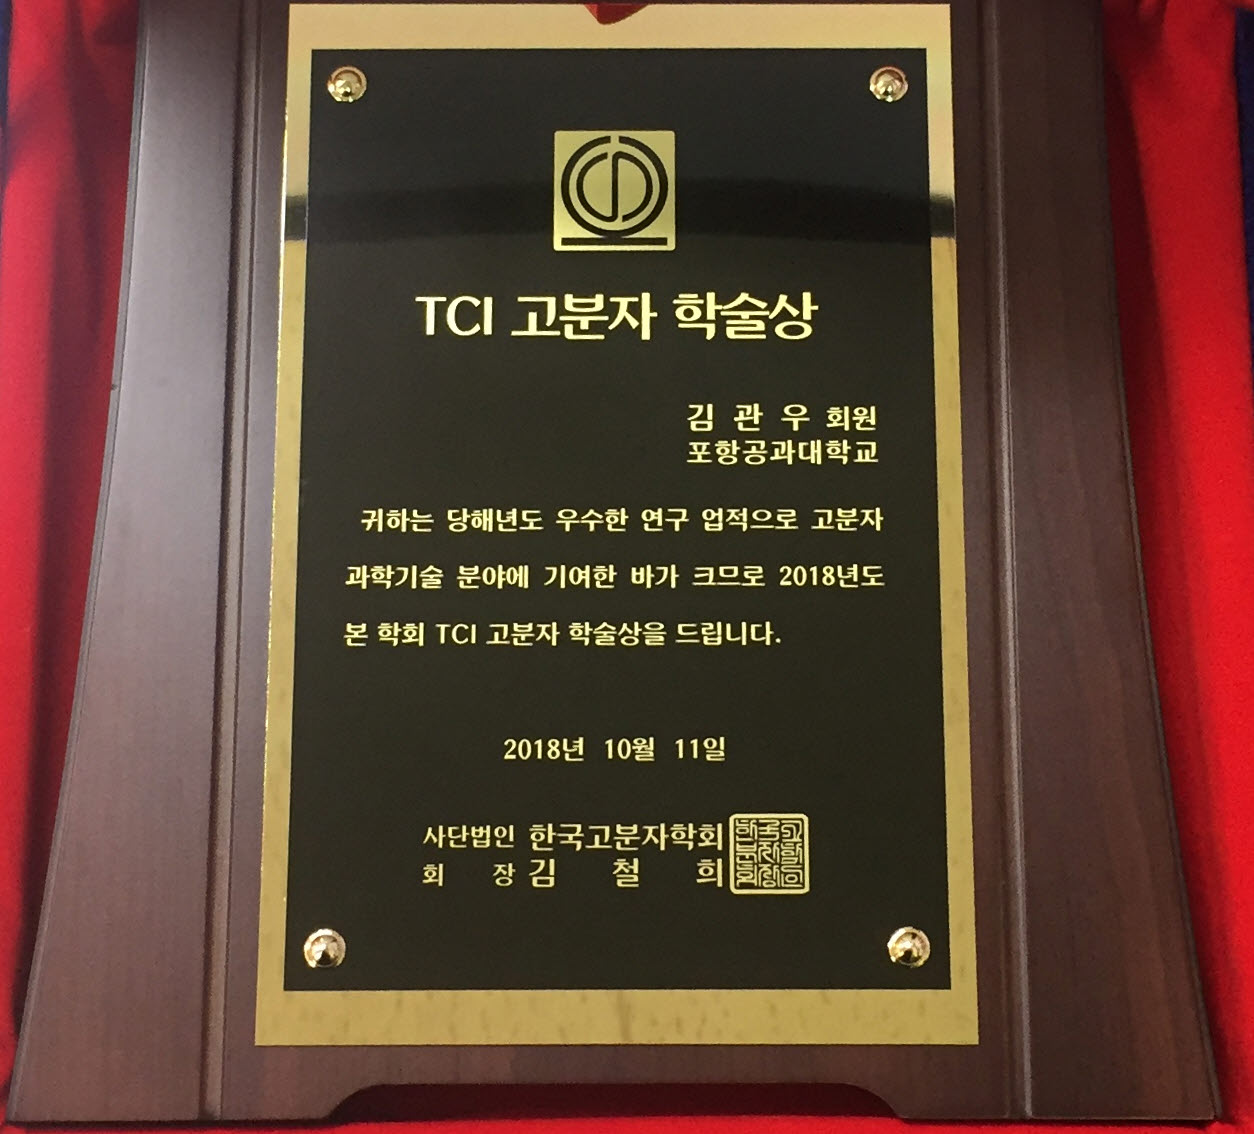 TCI 고분자 학술상
김 관 우 회원
포항공과대학교
귀하는 당해년도 우수한 연구 업적으로 고분자
과학기술 분야에 기여한 바가 크므로 2018년도
본 학회 TCI 고분자 학술상을 드립니다.
2018년 10월 11일
사단법인 한국고분자학회
회 장 김 철 희